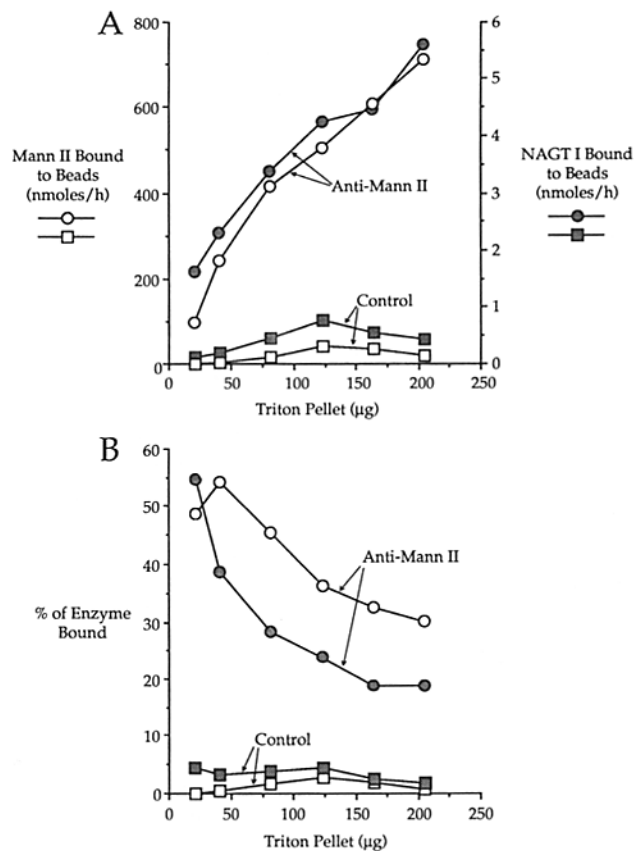 A
800
600
400
200
0
Mann II Bound
to Beads
(nmoles/h)
6
5
4
3
2
1
0
NAGT I Bound
to Beads
(nmoles/h)
Anti-Mann II
Control
0
50
100
150
200
250
Triton Pellet (μg)
B
60
50
40
30
20
10
5
0
% of Enzyme
Bound
Anti-Mann II
Control
0
50
100
150
200
250
Triton Pellet (μg)